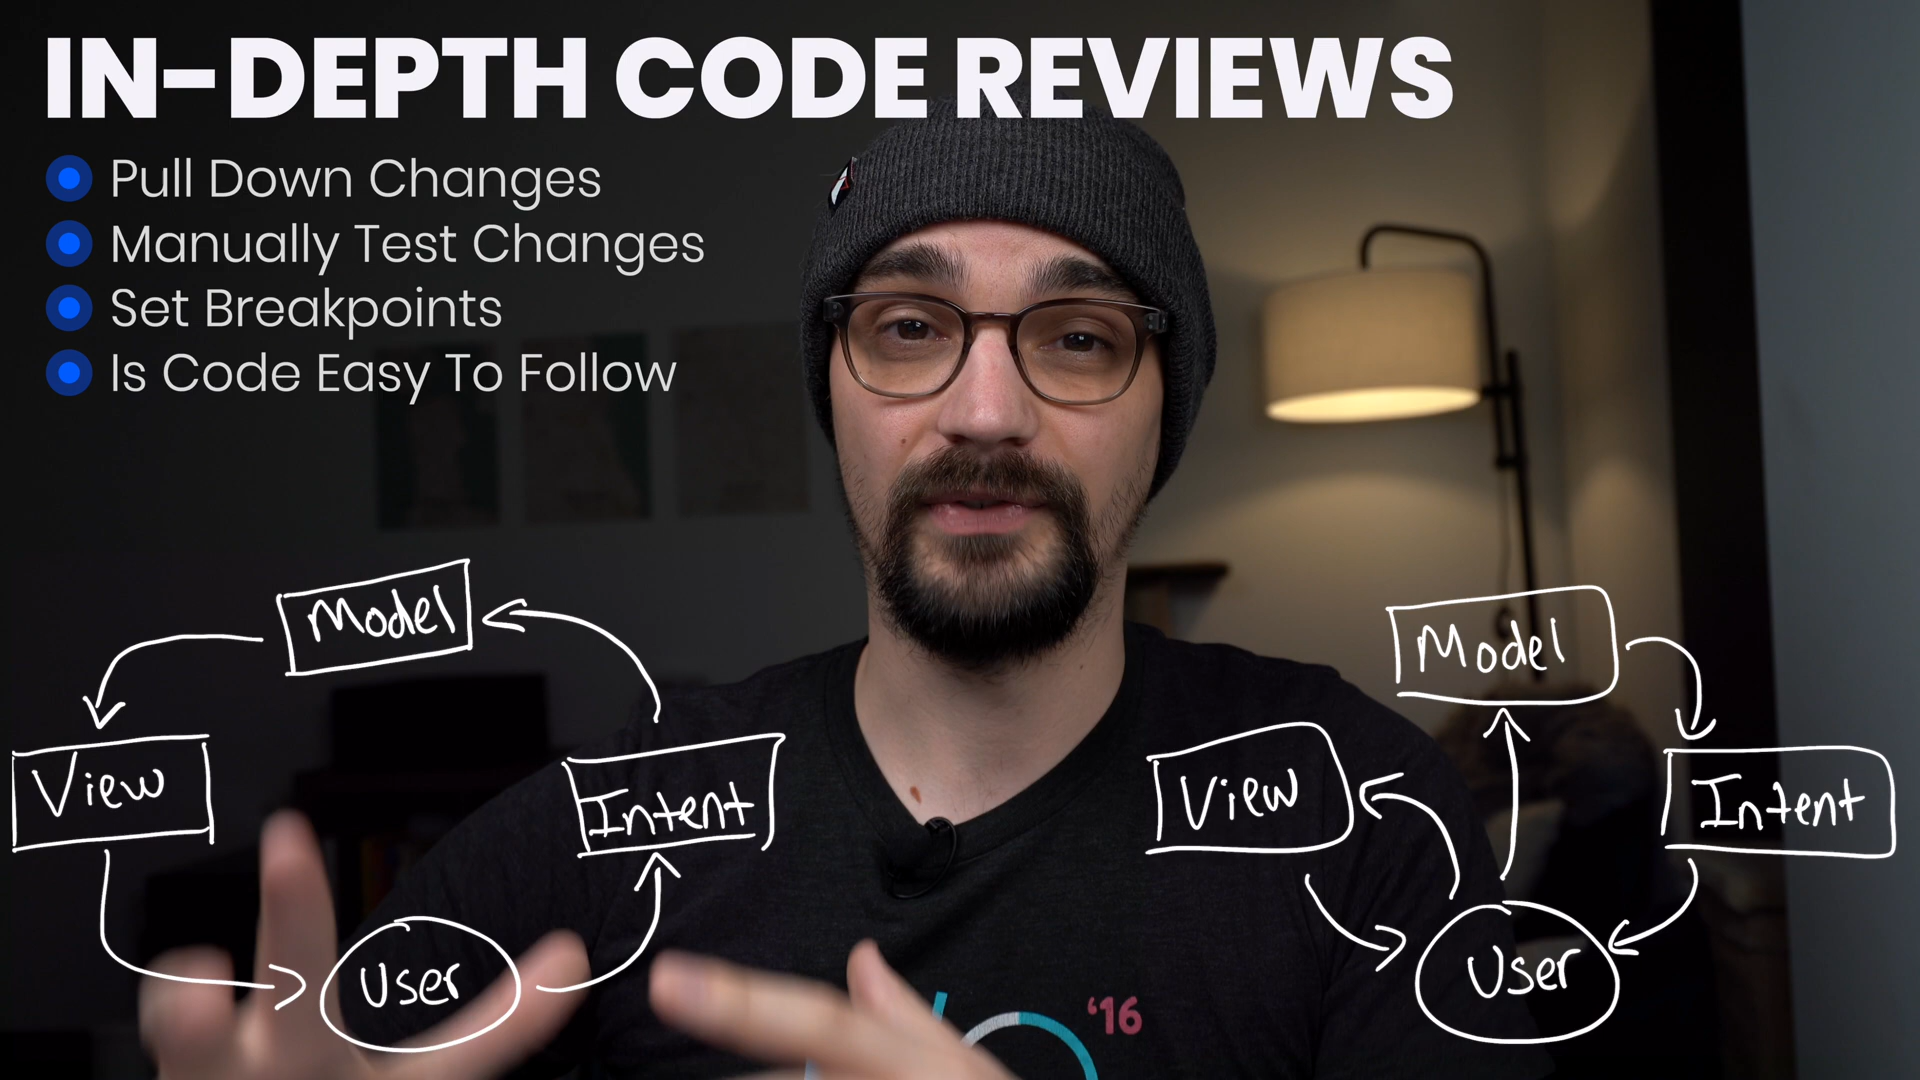 IN-DEPTH CODE REVIEWS
Pull Down Changes
Manually Test Changes
Set Breakpoints
Is Code Easy To Follow
Model
View
Intent
User
Model
View
Intent
User
'16